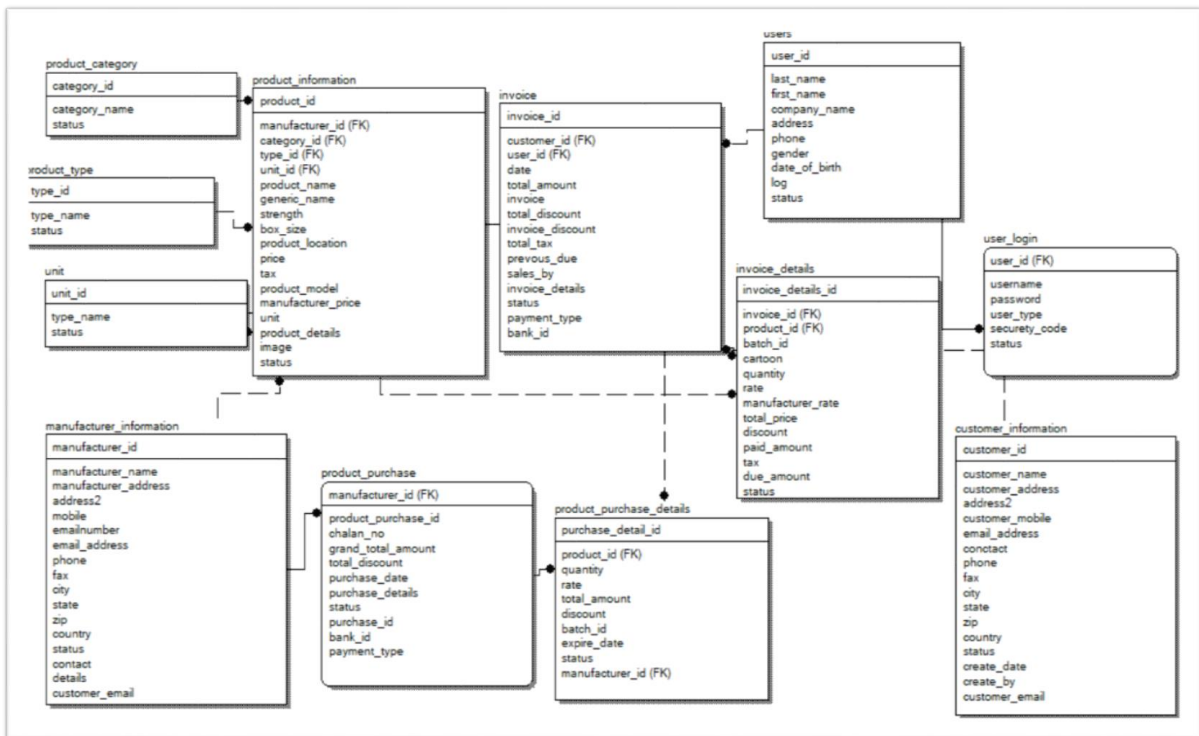 product_category
category_id
category_name
status
product_type
type_id
type_name
status
unit
unit_id
type_name
status
product_information
product_id
manufacturer_id (FK)
category_id (FK)
type_id (FK)
unit_id (FK)
product_name
generic_name
strength
box_size
product_location
price
tax
product_model
manufacturer_price
unit
product_details
image
status
invoice
invoice_id
customer_id (FK)
user_id (FK)
date
total_amount
invoice
total_discount
invoice_discount
total_tax
prevous_due
sales_by
invoice_details
status
payment_type
bank_id
users
user_id
last_name
first_name
company_name
address
phone
gender
date_of_birth
log
status
user_login
user_id (FK)
username
password
user_type
securety_code
status
invoice_details
invoice_details_id
invoice_id (FK)
product_id (FK)
batch_id
cartoon
quantity
rate
manufacturer_rate
total_price
discount
paid_amount
tax
due_amount
status
manufacturer_information
manufacturer_id
manufacturer_name
manufacturer_address
address2
mobile
emailnumber
email_address
phone
fax
city
state
zip
country
status
contact
details
customer_email
product_purchase
manufacturer_id (FK)
product_purchase_id
chalan_no
grand_total_amount
total_discount
purchase_date
purchase_details
status
purchase_id
bank_id
payment_type
product_purchase_details
purchase_detail_id
product_id (FK)
quantity
rate
total_amount
discount
batch_id
expire_date
status
manufacturer_id (FK)
customer_information
customer_id
customer_name
customer_address
address2
customer_mobile
email_address
conctact
phone
fax
city
state
zip
country
status
create_date
create_by
customer_email